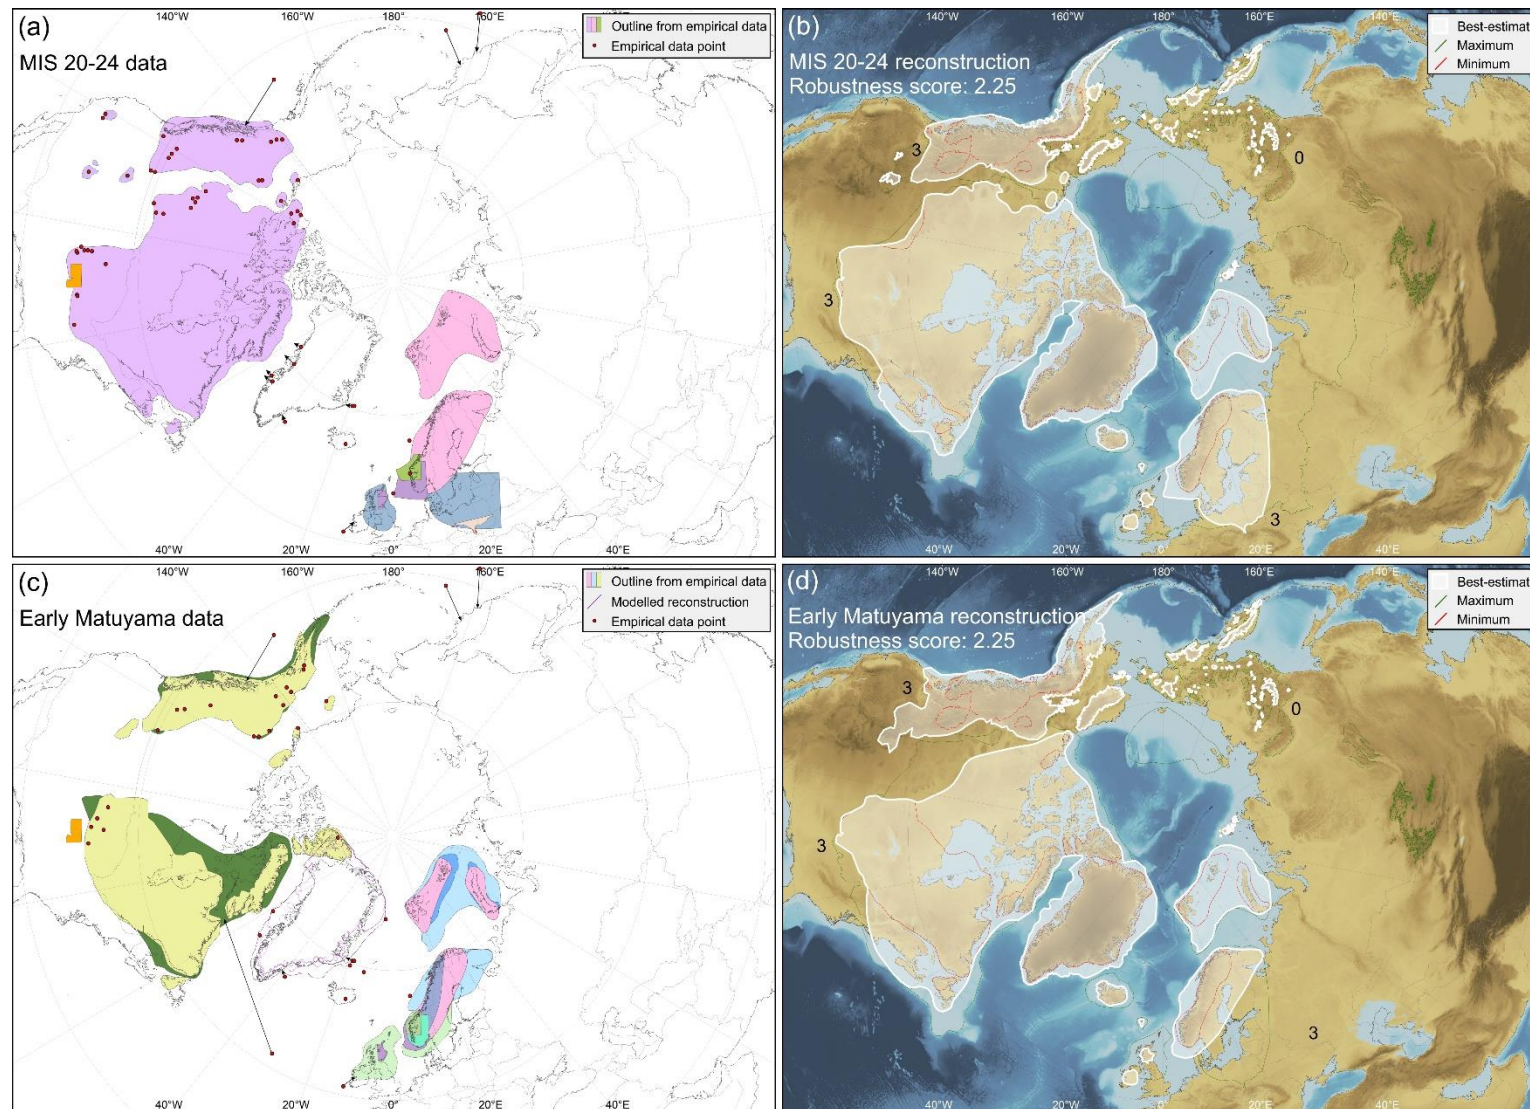 (a)
MIS 20-24 data
160°W
180°
160°E
Outline from empirical data
Empirical data point
140°W
40°W
20°W
0°
20°E
40°E
(b)
MIS 20-24 reconstruction
Robustness score: 2.25
140°W
160°W
180°
160°E
Best-estimat
Maximum
Minimum
3
0
3
3
40°W
20°W
0°
20°E
40°E
(c)
Early Matuyama data
140°W
160°W
180°
160°E
Outline from empirical data
Modelled reconstruction
Empirical data point
40°W
20°W
0°
20°E
40°E
(d)
Early Matuyama reconstruction
Robustness score: 2.25
140°W
160°W
180°
160°E
Best-estimat
Maximum
Minimum
3
0
3
3
40°W
20°W
0°
20°E
40°E